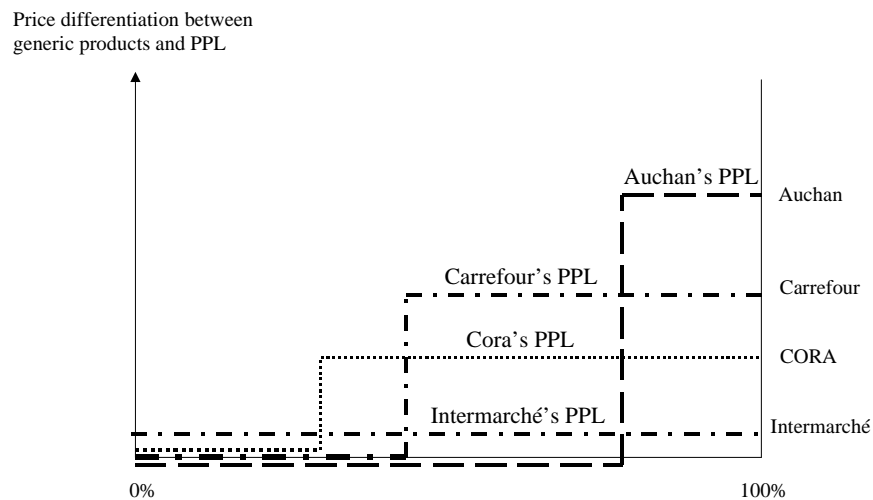 Price differentiation between
generic products and PPL
Auchan's PPL
Auchan
Carrefour's PPL
Carrefour
Cora's PPL
CORA
Intermarché's PPL
Intermarché
0%
100%